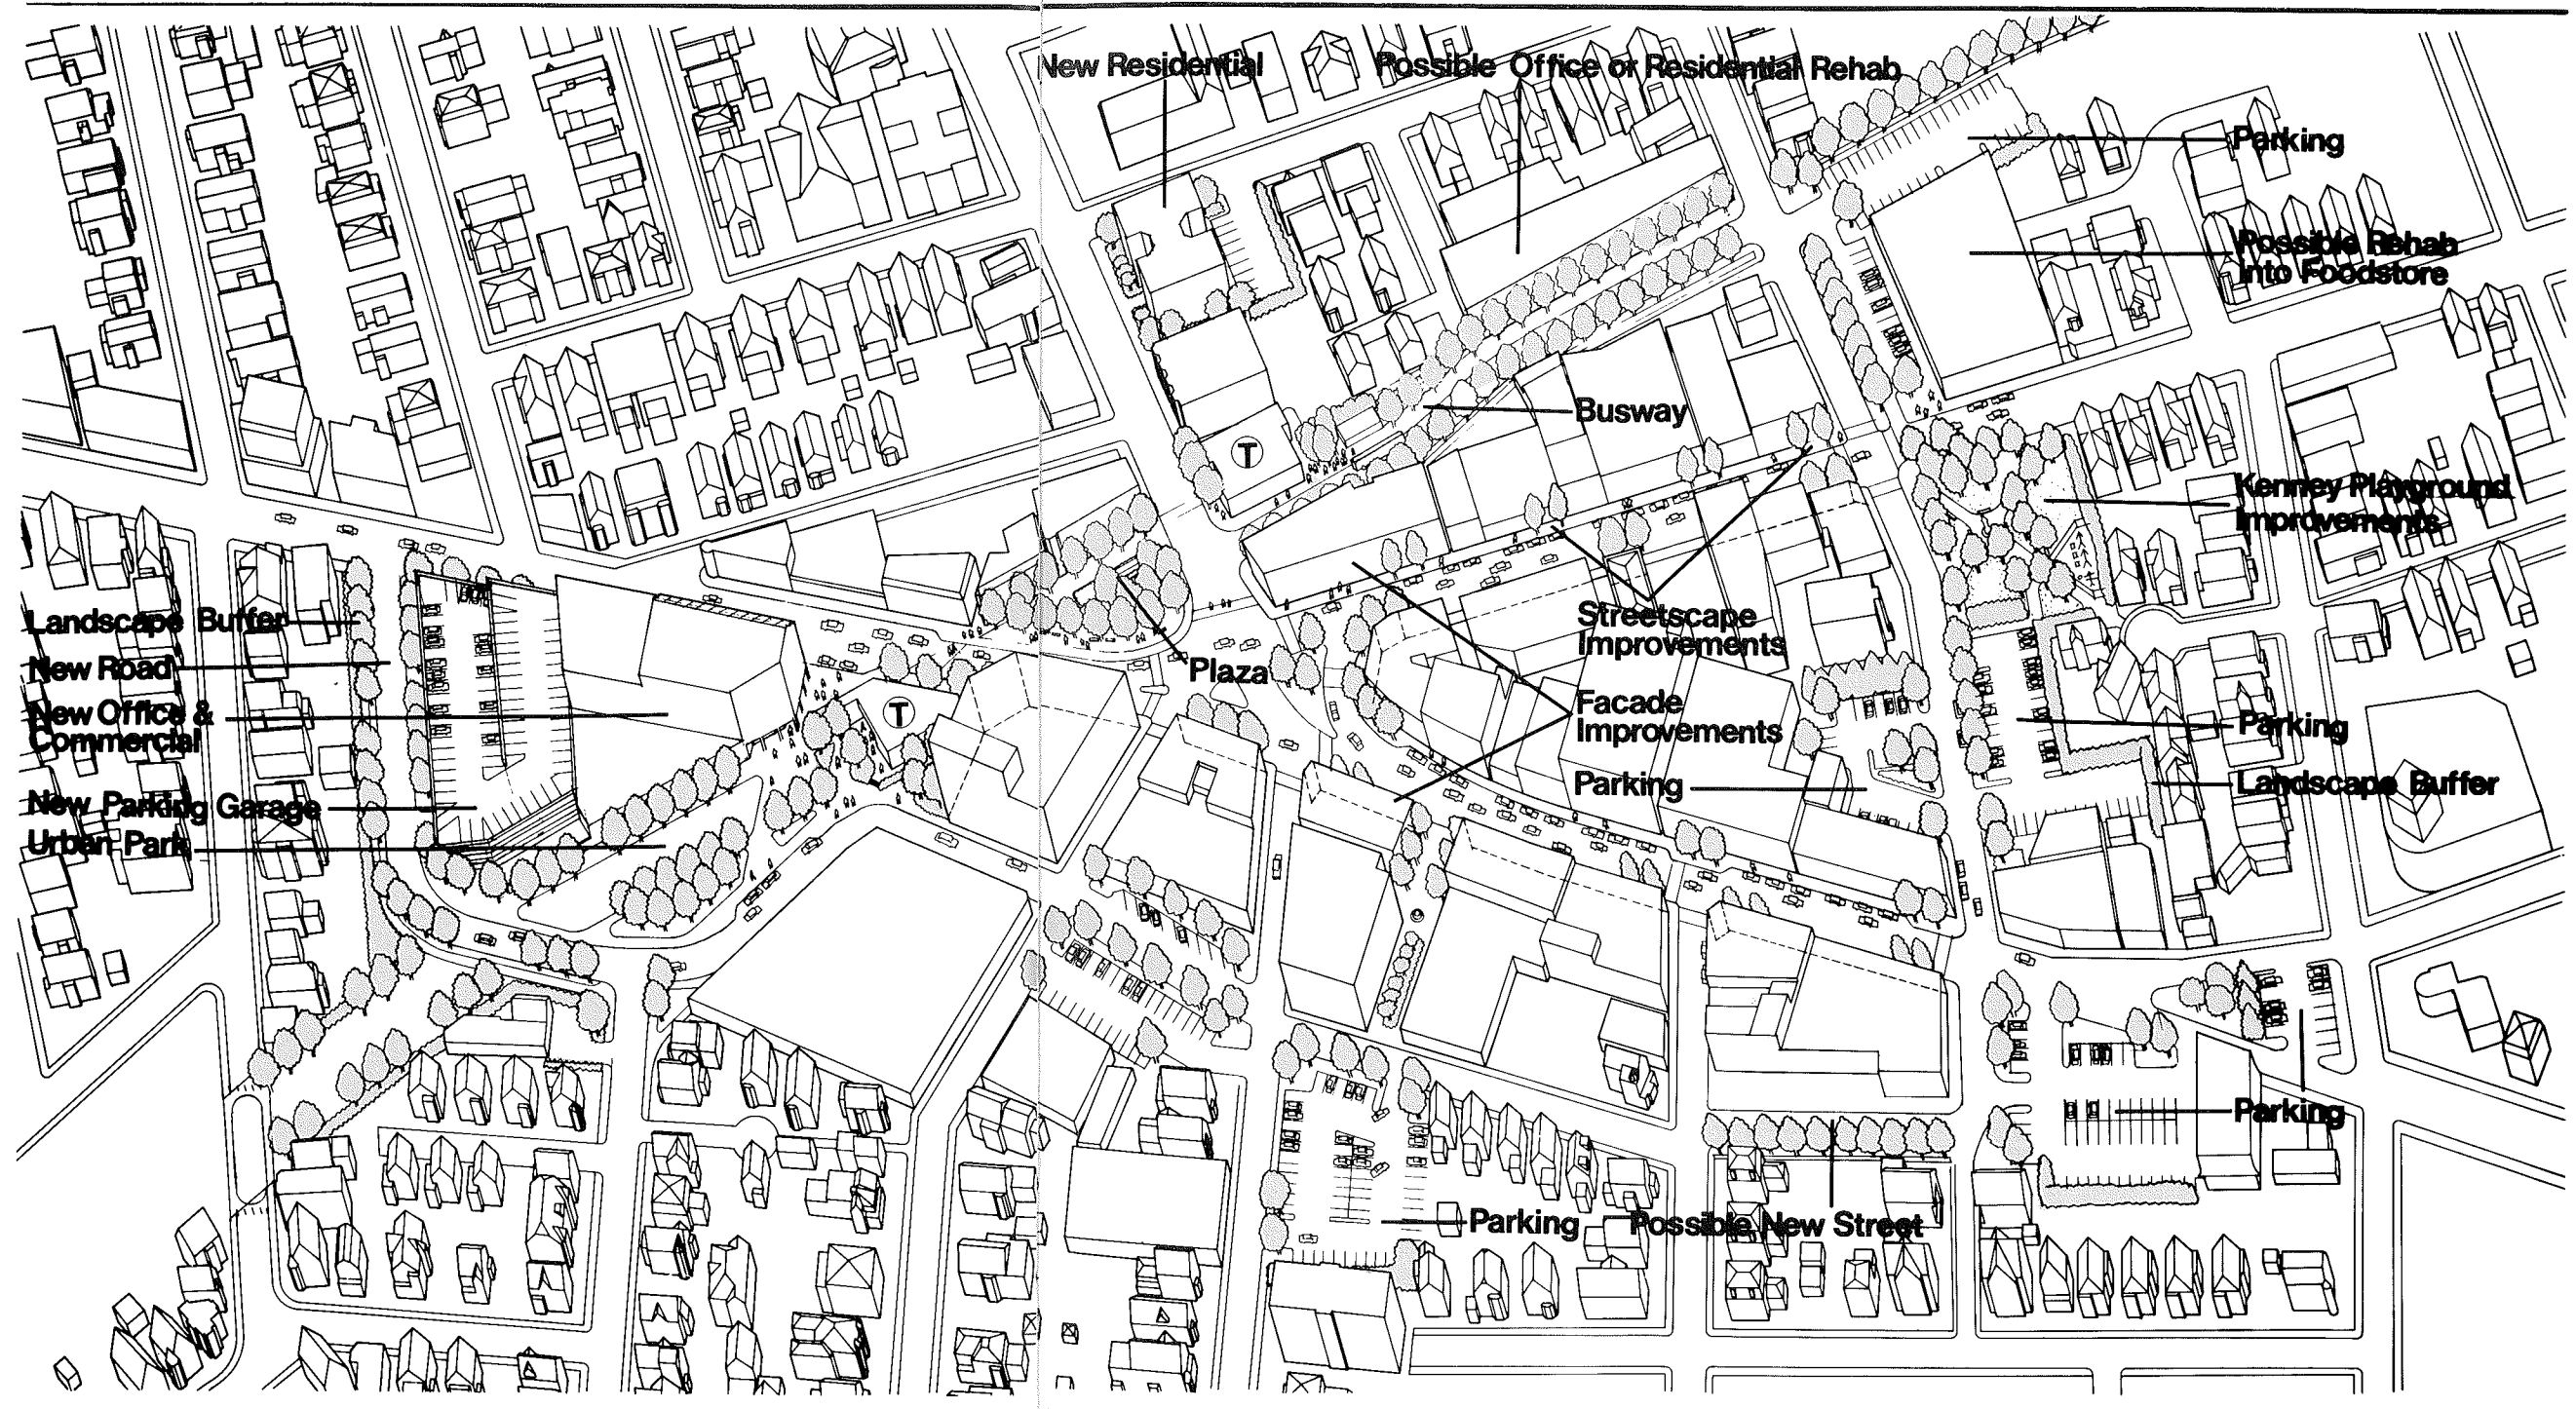 New Residential
Possible Office or Residential Rehab
Parking
Possible Rehab
into Foodstore
Busway
T
Kenney Playground
Improvements
Landscape Buffer
New Road
New Office &
Commercial
New Parking Garage
Urban Park
T
Plaza
Streetscape
Improvements
Facade
Improvements
Parking
Parking
Landscape Buffer
Parking
Parking
Possible New Street